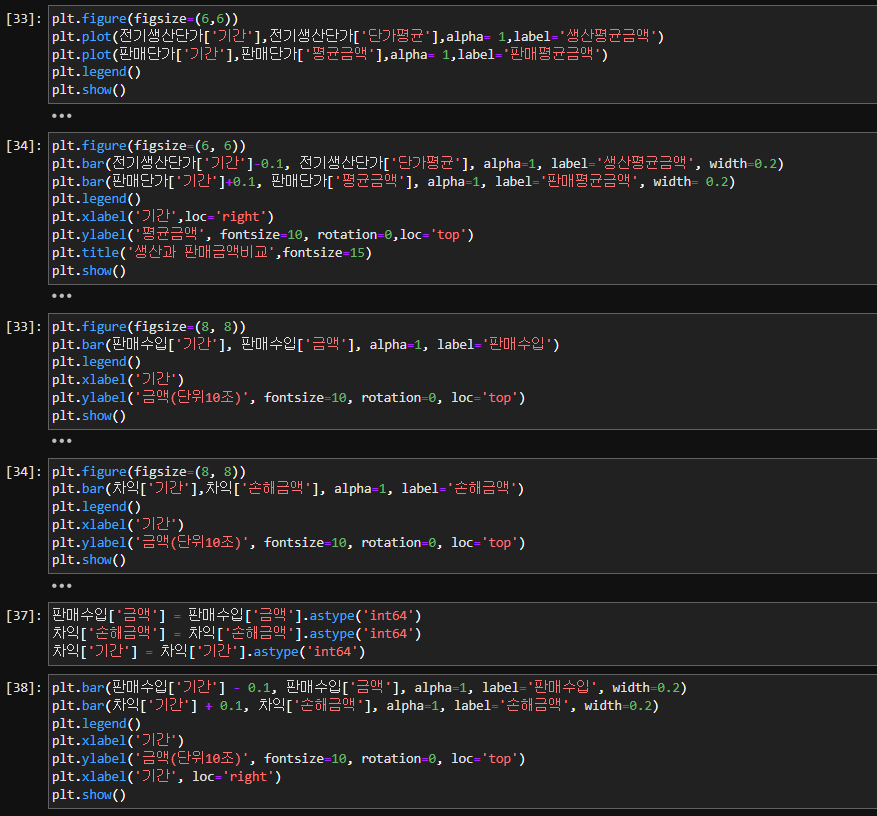 [33]: plt.figure(figsize=(6,6))
plt.plot(전기생산단가['기간'],전기생산단가['단가평균'],alpha= 1,label='생산평균금액')
plt.plot(판매단가['기간'],판매단가['평균금액'],alpha= 1,label='판매평균금액')
plt.legend()
plt.show()
•••
[34]: plt.figure(figsize=(6, 6))
plt.bar(전기생산단가['기간']-0.1, 전기생산단가['단가평균'], alpha=1, label='생산평균금액', width=0.2)
plt.bar(판매단가['기간']+0.1, 판매단가['평균금액'], alpha=1, label='판매평균금액', width= 0.2)
plt.legend()
plt.xlabel('기간',loc='right')
plt.ylabel('평균금액', fontsize=10, rotation=0,loc='top')
plt.title('생산과 판매금액비교',fontsize=15)
plt.show()
•••
[33]: plt.figure(figsize=(8, 8))
plt.bar(판매수입['기간'], 판매수입['금액'], alpha=1, label='판매수입')
plt.legend()
plt.xlabel('기간')
plt.ylabel('금액(단위10조)', fontsize=10, rotation=0, loc='top')
plt.show()
•••
[34]: plt.figure(figsize=(8, 8))
plt.bar(차익['기간'],차익['손해금액'], alpha=1, label='손해금액')
plt.legend()
plt.xlabel('기간')
plt.ylabel('금액(단위10조)', fontsize=10, rotation=0, loc='top')
plt.show()
•••
[37]: 판매수입['금액'] = 판매수입['금액'].astype('int64')
차익['손해금액'] = 차익['손해금액'].astype('int64')
차익['기간'] = 차익['기간'].astype('int64')
[38]: plt.bar(판매수입['기간'] - 0.1, 판매수입['금액'], alpha=1, label='판매수입', width=0.2)
plt.bar(차익['기간'] + 0.1, 차익['손해금액'], alpha=1, label='손해금액', width=0.2)
plt.legend()
plt.xlabel('기간')
plt.ylabel('금액(단위10조)', fontsize=10, rotation=0, loc='top')
plt.xlabel('기간', loc='right')
plt.show()